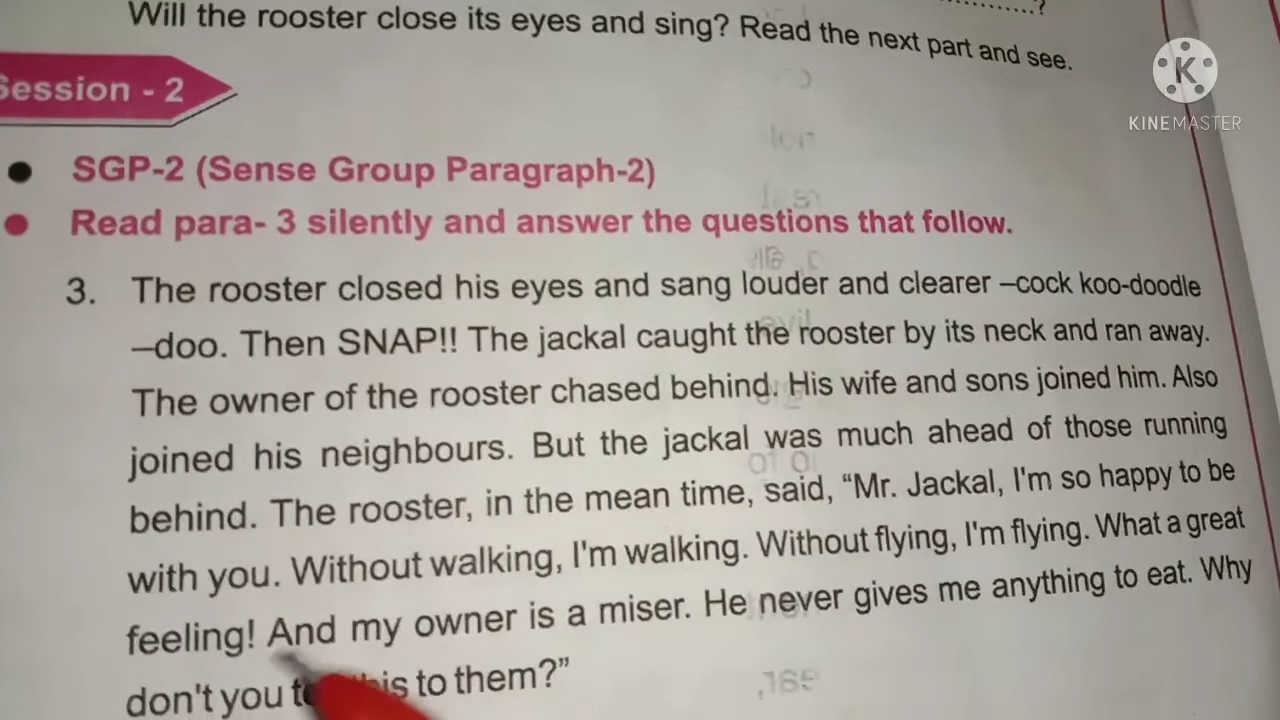 Will the rooster close its eyes and sing? Read the next part and see.
Session - 2
SGP-2 (Sense Group Paragraph-2)
Read para- 3 silently and answer the questions that follow.
3. The rooster closed his eyes and sang louder and clearer –cock koo-doodle
–doo. Then SNAP!! The jackal caught the rooster by its neck and ran away.
The owner of the rooster chased behind. His wife and sons joined him. Also
joined his neighbours. But the jackal was much ahead of those running
behind. The rooster, in the mean time, said, “Mr. Jackal, I'm so happy to be
with you. Without walking, I'm walking. Without flying, I'm flying. What a great
feeling! And my owner is a miser. He never gives me anything to eat. Why
don't you to them?”
K
KINEMASTER